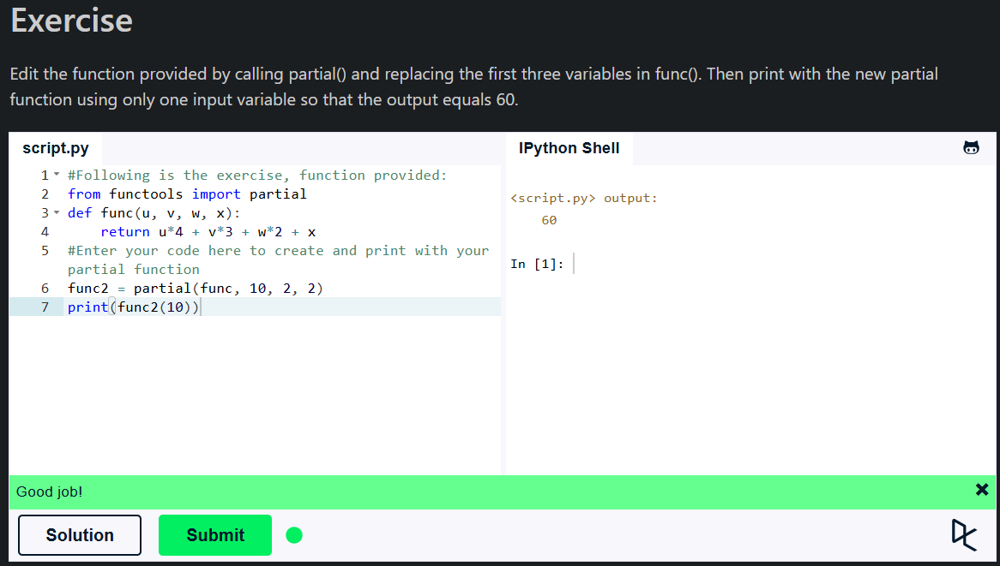 Exercise
Edit the function provided by calling partial() and replacing the first three variables in func(). Then print with the new partial
function using only one input variable so that the output equals 60.
script.py
IPython Shell
1 #Following is the exercise, function provided:
2 from functools import partial
3 def func(u, v, w, x):
4     return u*4 + v*3 + w*2 + x
5 #Enter your code here to create and print with your
partial function
6 func2 = partial(func, 10, 2, 2)
7 print(func2(10))
<script.py> output:
    60
In [1]:
Good job!
Solution
Submit